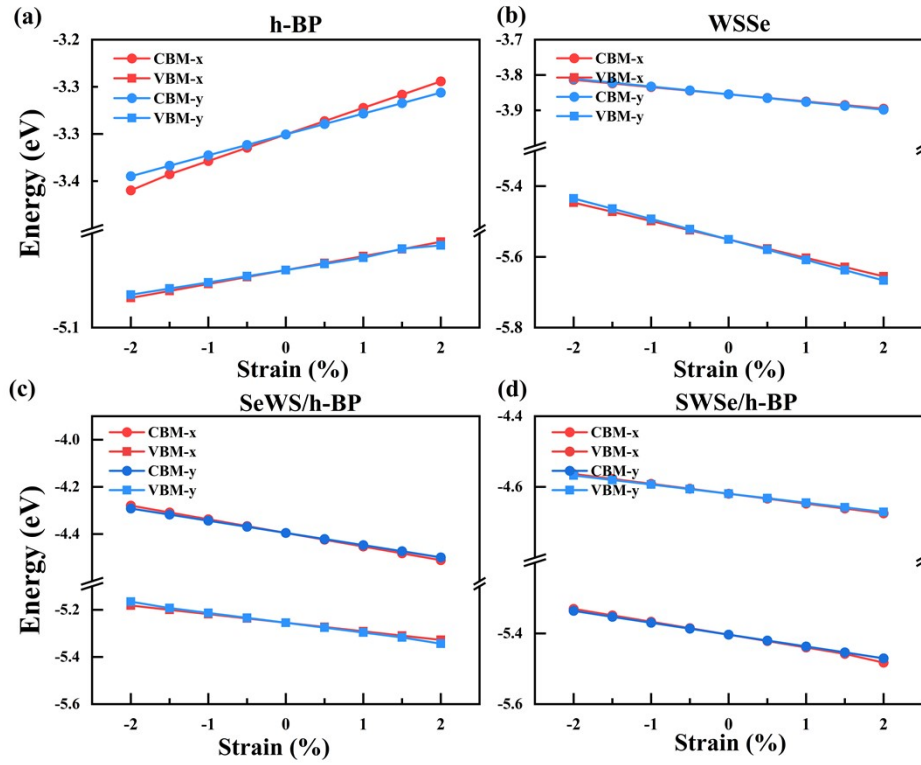 (a)
h-BP
-3.2
-3.3
-3.3
-3.4
-5.1
CBM-x
VBM-x
CBM-y
VBM-y
Energy (eV)
-2 -1 0 1 2
Strain (%)
(b)
WSSe
-3.7
-3.8
-3.9
-5.4
-5.6
-5.8
CBM-x
VBM-x
CBM-y
VBM-y
-2 -1 0 1 2
Strain (%)
(c)
SeWS/h-BP
-4.0
-4.2
-4.4
-5.2
-5.4
-5.6
CBM-x
VBM-x
CBM-y
VBM-y
Energy (eV)
-2 -1 0 1 2
Strain (%)
(d)
SWSe/h-BP
-4.4
-4.6
-5.4
-5.6
CBM-x
VBM-x
CBM-y
VBM-y
-2 -1 0 1 2
Strain (%)